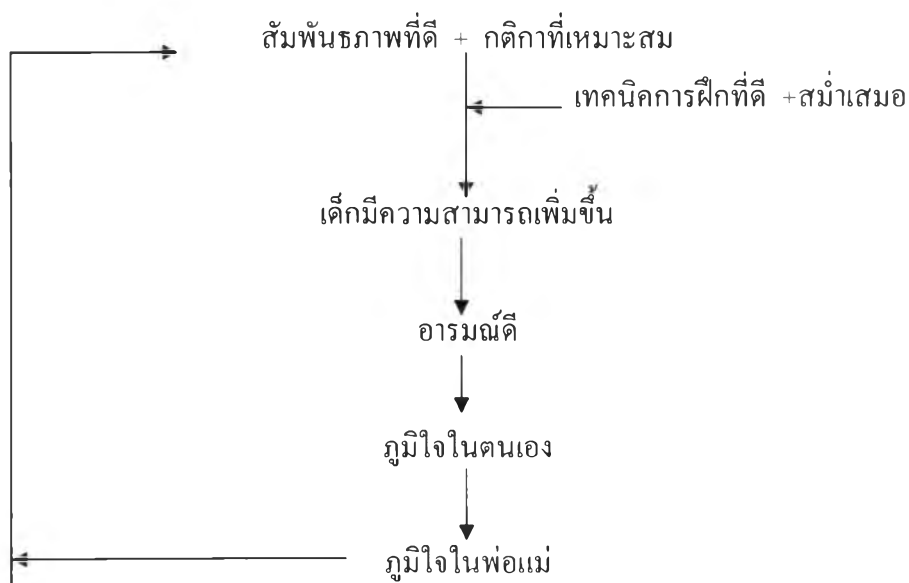 สัมพันธภาพที่ดี + กติกาที่เหมาะสม
เทคนิคการฝึกที่ดี +สม่ำเสมอ
เด็กมีความสามารถเพิ่มขึ้น
อารมณ์ดี
ภูมิใจในตนเอง
ภูมิใจในพ่อแม่